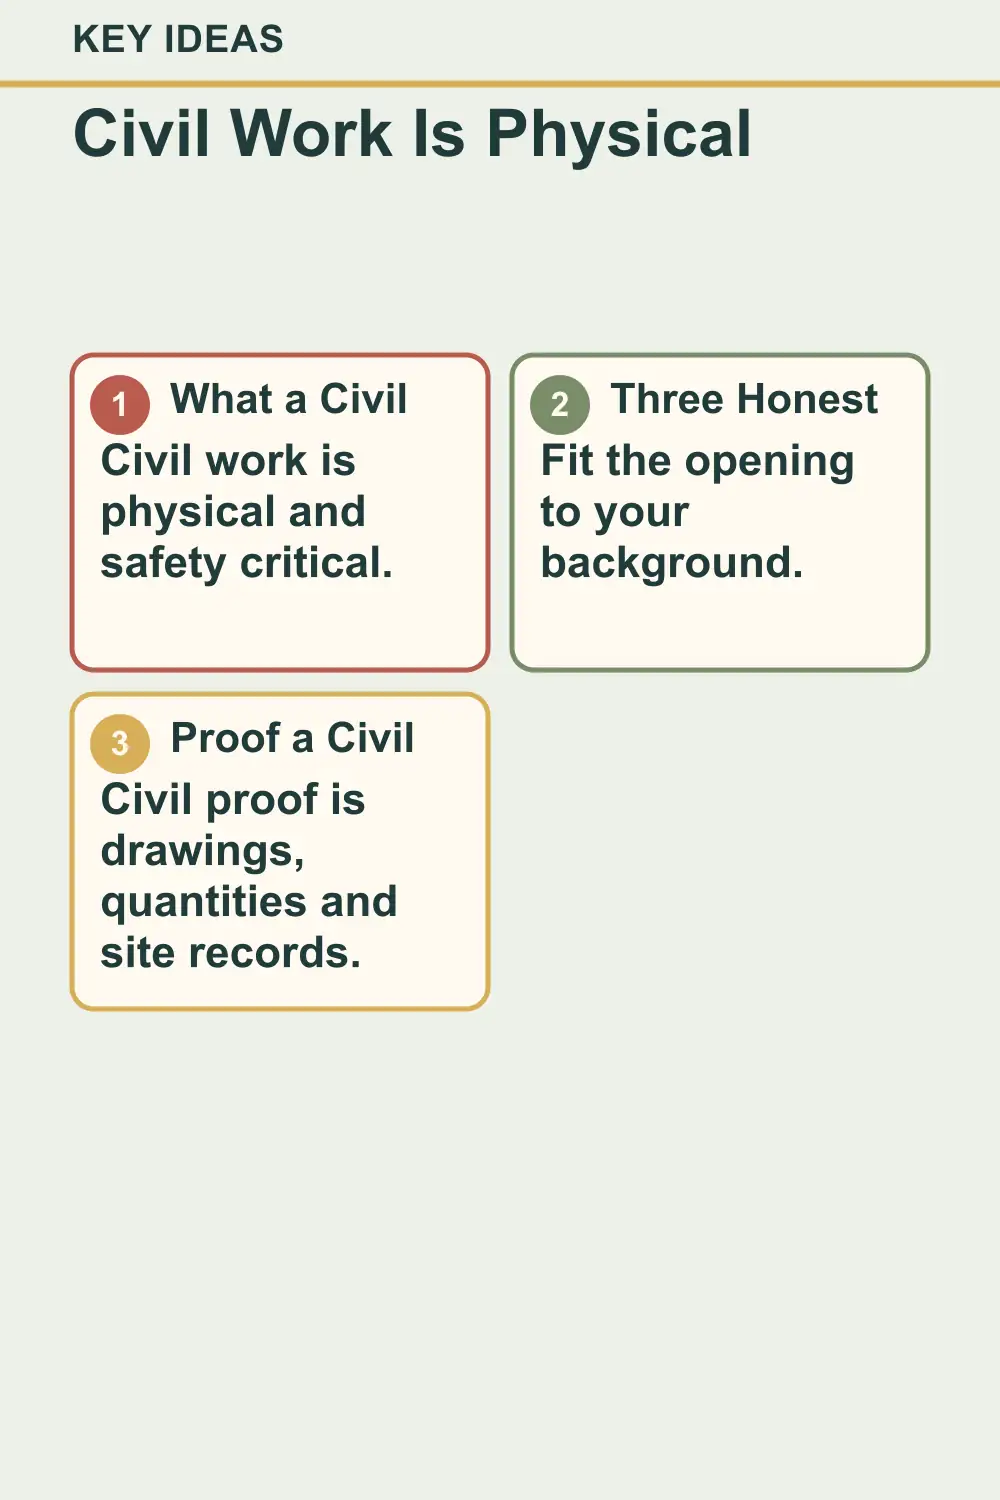 KEY IDEAS
Civil Work Is Physical
1 What a Civil
Civil work is
physical and
safety critical.
2 Three Honest
Fit the opening
to your
background.
3 Proof a Civil
Civil proof is
drawings,
quantities and
site records.